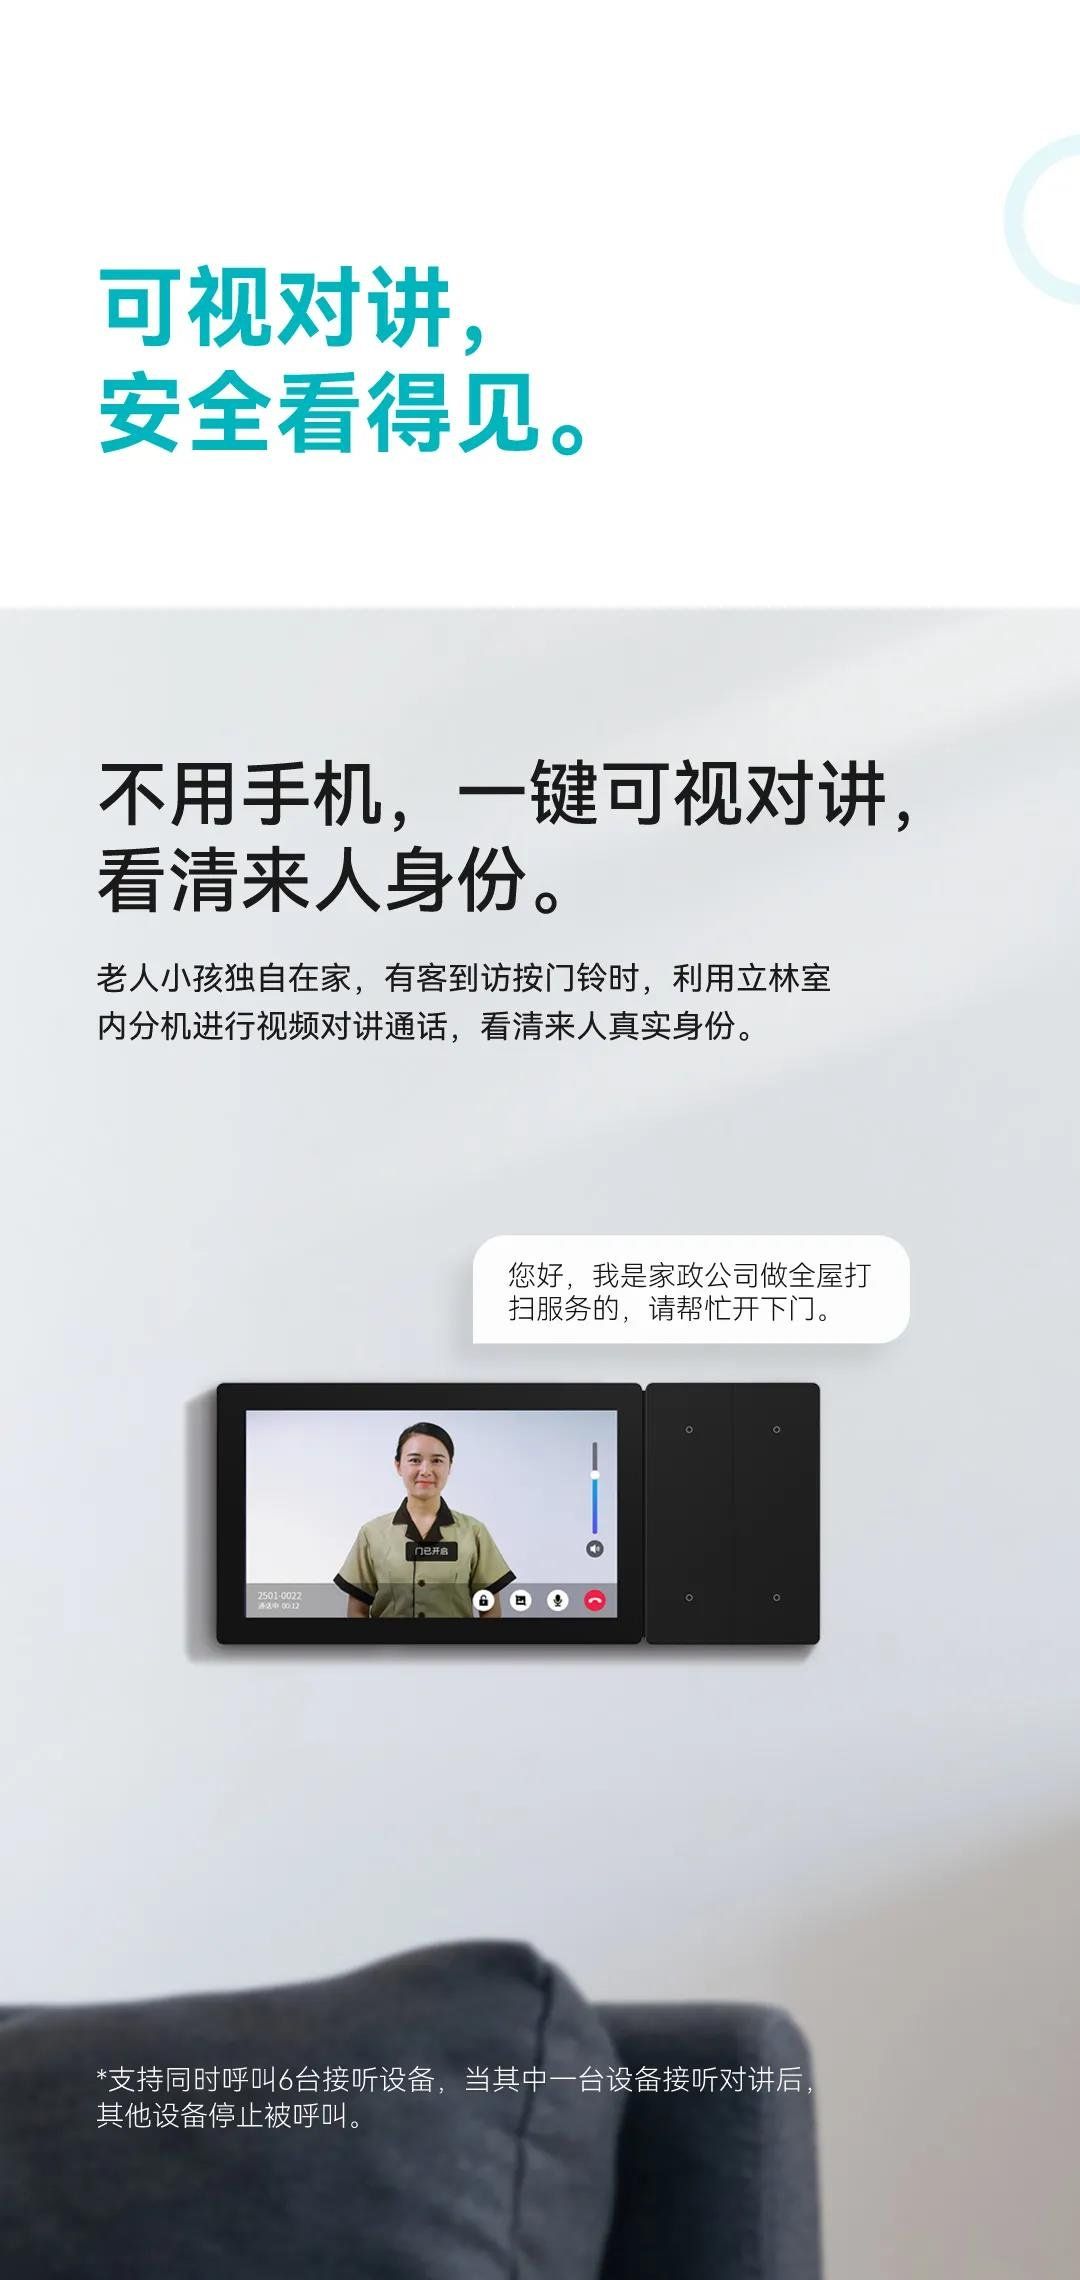 可视对讲，
安全看得见。
不用手机，一键可视对讲，
看清来人身份。
老人小孩独自在家，有客到访按门铃时，利用立林室
内分机进行视频对讲通话，看清来人真实身份。
您好，我是家政公司做全屋打
扫服务的，请帮忙开下门。
门已开启
2501-0022
通话中 00:12
*支持同时呼叫6台接听设备，当其中一台设备接听对讲后，
其他设备停止被呼叫。